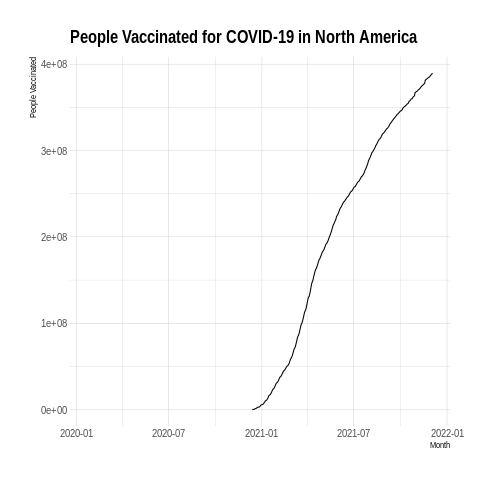 People Vaccinated for COVID-19 in North America
People Vaccinated
4e+08
3e+08
2e+08
1e+08
0e+00
2020-01 2020-07 2021-01 2021-07 2022-01
Month